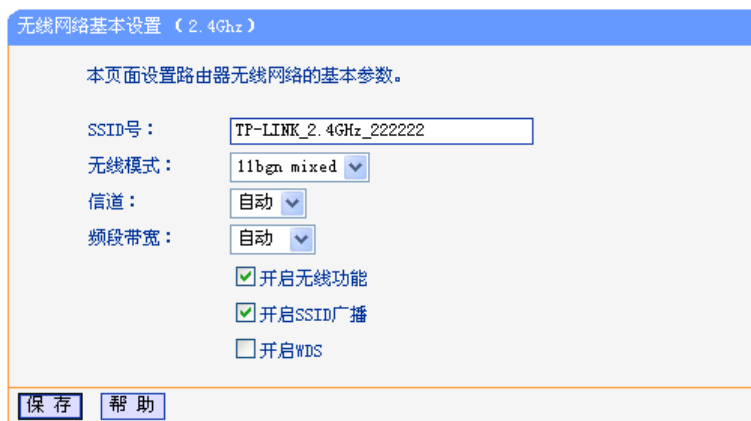 无线网络基本设置 （2.4Ghz）
本页面设置路由器无线网络的基本参数。
SSID号： TP-LINK_2.4GHz_222222
无线模式： 11bgn mixed
信道： 自动
频段带宽： 自动
开启无线功能
开启SSID广播
开启WDS
保 存 帮 助